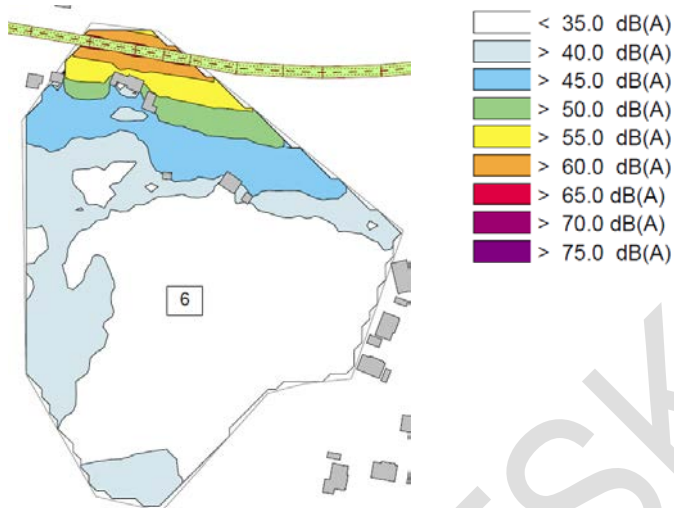 < 35.0 dB(A)
> 40.0 dB(A)
> 45.0 dB(A)
> 50.0 dB(A)
> 55.0 dB(A)
> 60.0 dB(A)
> 65.0 dB(A)
> 70.0 dB(A)
> 75.0 dB(A)
6